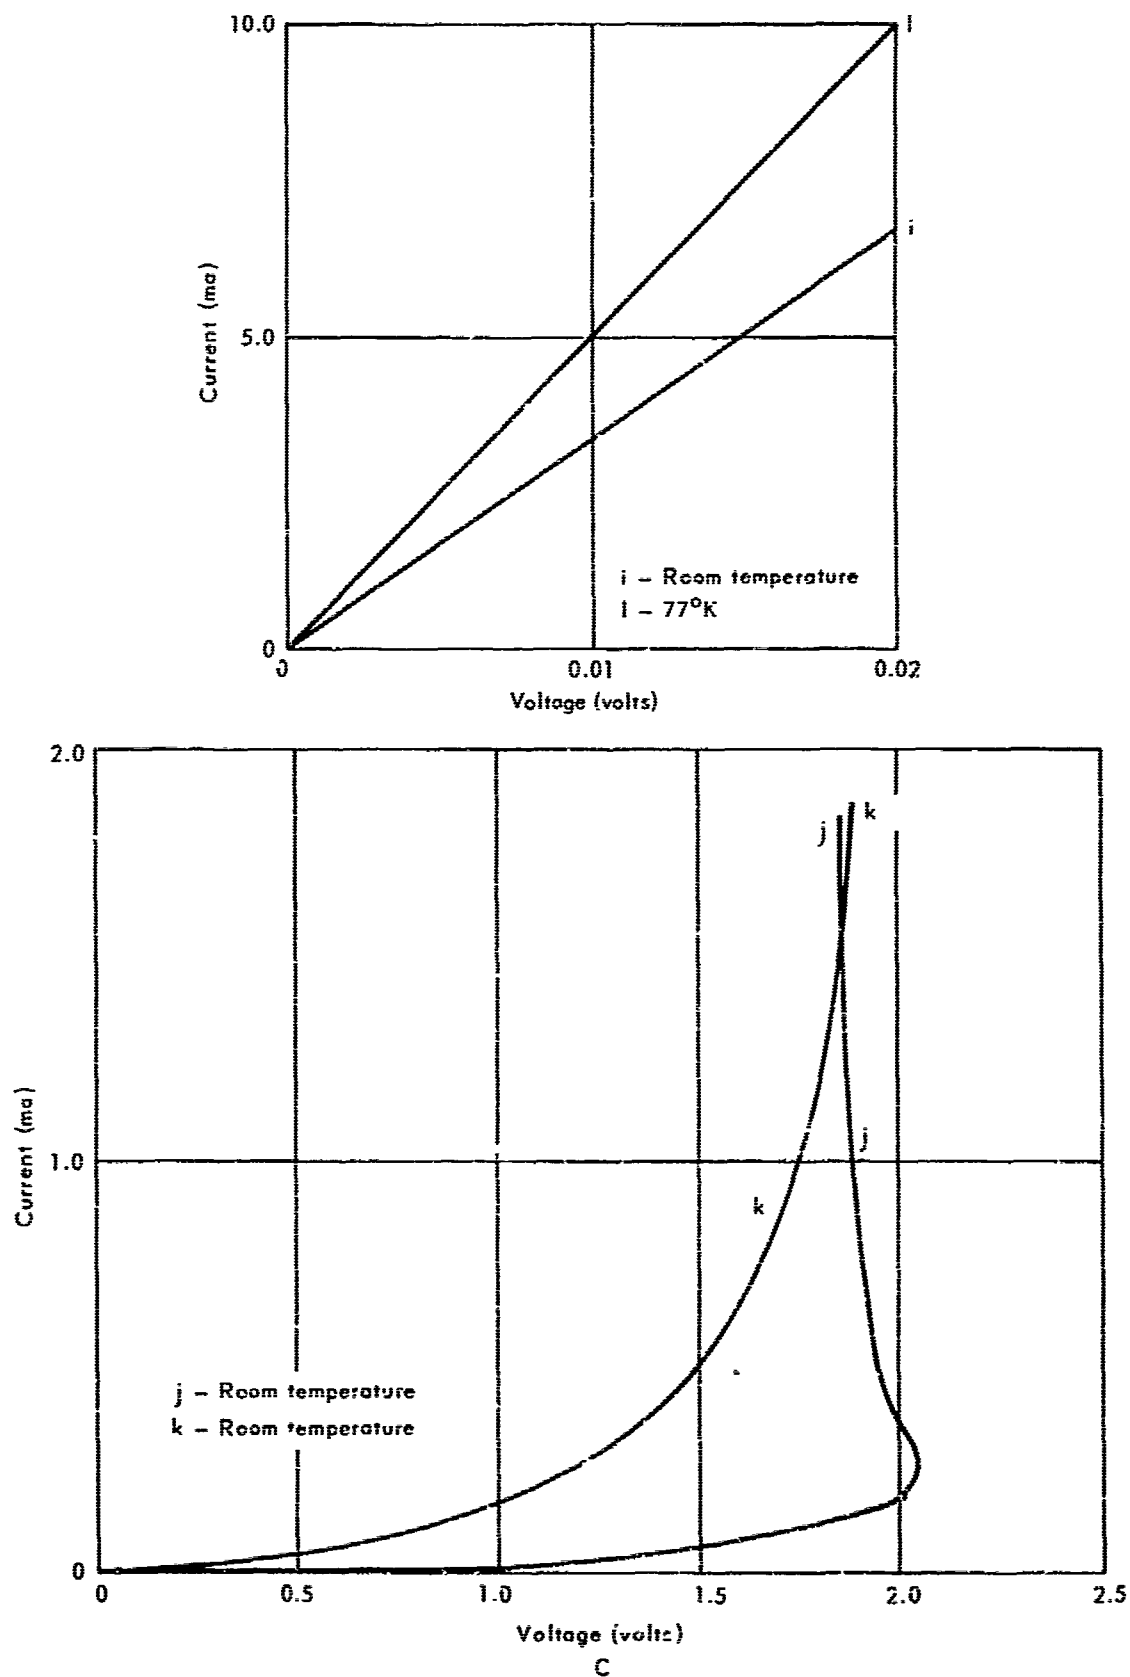 10.0
l
i
Current (ma)
5.0
i – Room temperature
l – 77°K
0
0 0.01 0.02
Voltage (volts)
2.0
k
j
Current (ma)
1.0
j
k
j – Room temperature
k – Room temperature
0
0 0.5 1.0 1.5 2.0 2.5
Voltage (volts)
C